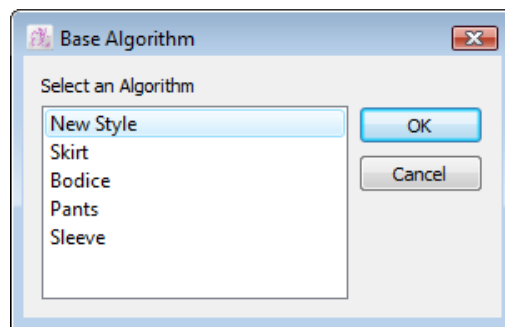 Base Algorithm
Select an Algorithm
New Style
OK
Skirt
Bodice
Cancel
Pants
Sleeve